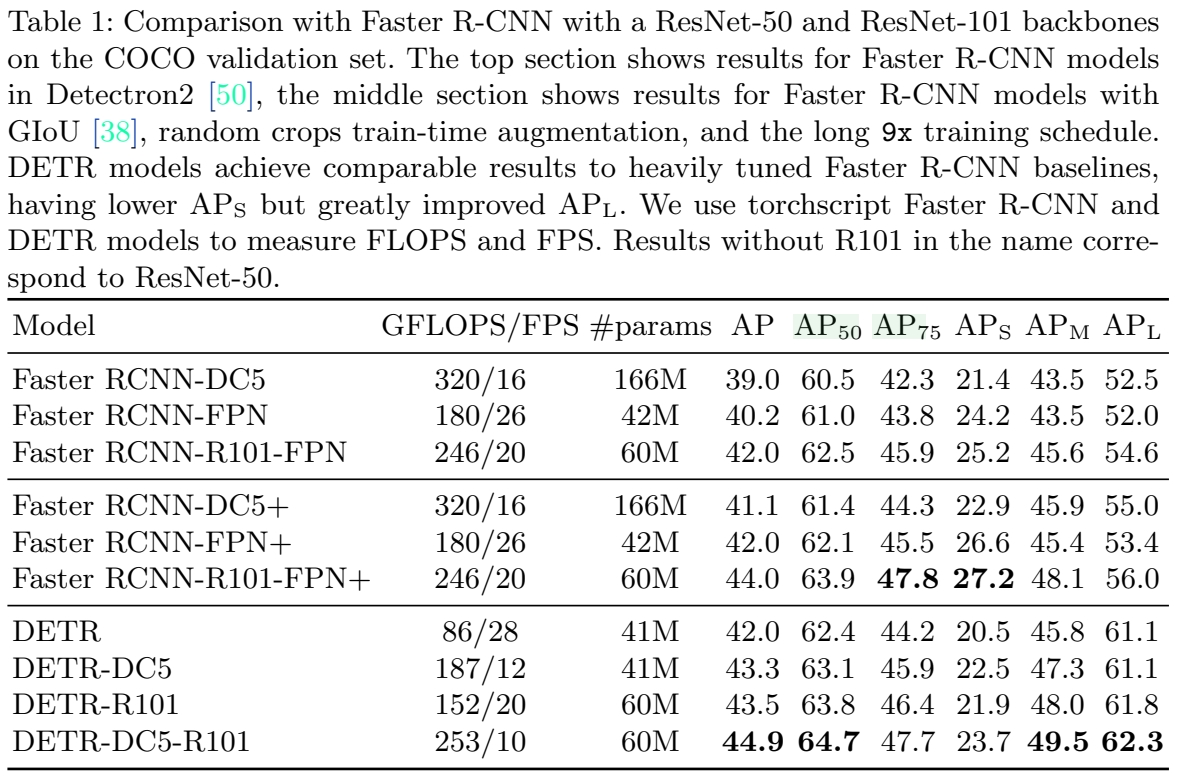 Table 1: Comparison with Faster R-CNN with a ResNet-50 and ResNet-101 backbones
on the COCO validation set. The top section shows results for Faster R-CNN models
in Detectron2 [50], the middle section shows results for Faster R-CNN models with
GIoU [38], random crops train-time augmentation, and the long 9x training schedule.
DETR models achieve comparable results to heavily tuned Faster R-CNN baselines,
having lower APS but greatly improved APL. We use torchscript Faster R-CNN and
DETR models to measure FLOPS and FPS. Results without R101 in the name corre-
spond to ResNet-50.
Model GFLOPS/FPS #params AP AP50 AP75 APS APM APL
Faster RCNN-DC5 320/16 166M 39.0 60.5 42.3 21.4 43.5 52.5
Faster RCNN-FPN 180/26 42M 40.2 61.0 43.8 24.2 43.5 52.0
Faster RCNN-R101-FPN 246/20 60M 42.0 62.5 45.9 25.2 45.6 54.6
Faster RCNN-DC5+ 320/16 166M 41.1 61.4 44.3 22.9 45.9 55.0
Faster RCNN-FPN+ 180/26 42M 42.0 62.1 45.5 26.6 45.4 53.4
Faster RCNN-R101-FPN+ 246/20 60M 44.0 63.9 47.8 27.2 48.1 56.0
DETR 86/28 41M 42.0 62.4 44.2 20.5 45.8 61.1
DETR-DC5 187/12 41M 43.3 63.1 45.9 22.5 47.3 61.1
DETR-R101 152/20 60M 43.5 63.8 46.4 21.9 48.0 61.8
DETR-DC5-R101 253/10 60M 44.9 64.7 47.7 23.7 49.5 62.3